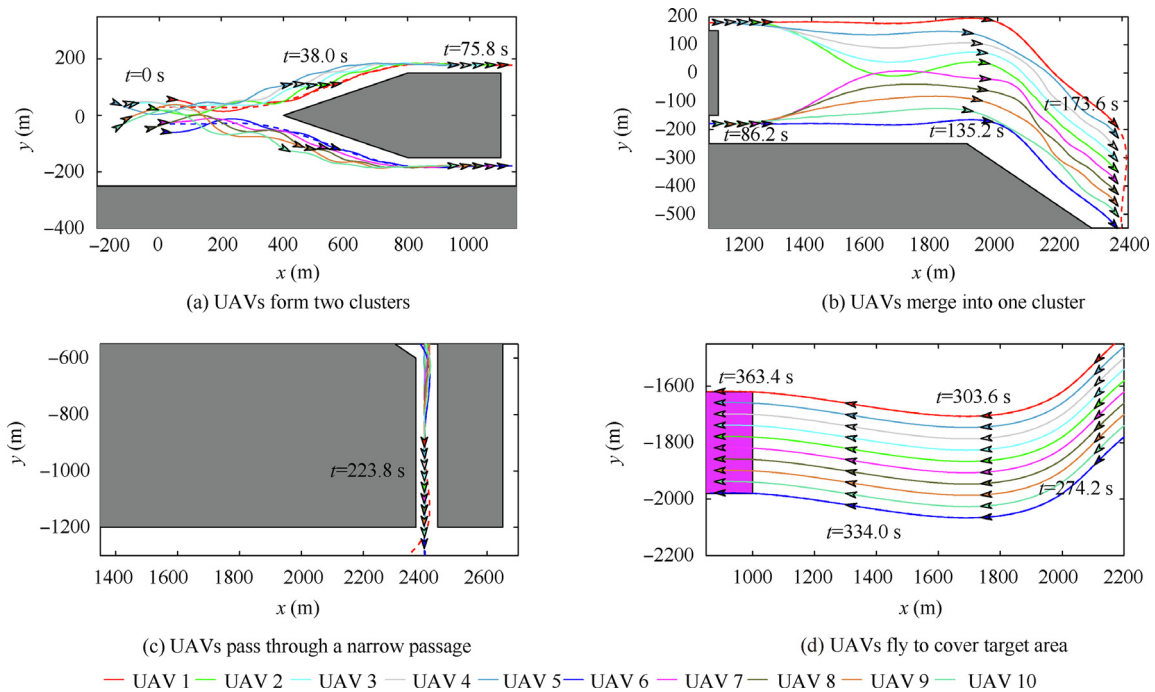 t=0 s
t=38.0 s
t=75.8 s
200
0
−200
−400
y (m)
−200 0 200 400 600 800 1000
x (m)
(a) UAVs form two clusters
200
100
0
−100
−200
−300
−400
−500
y (m)
t=86.2 s
t=135.2 s
t=173.6 s
1200 1400 1600 1800 2000 2200 2400
x (m)
(b) UAVs merge into one cluster
−600
−800
−1000
−1200
y (m)
t=223.8 s
1400 1600 1800 2000 2200 2400 2600
x (m)
(c) UAVs pass through a narrow passage
−1600
−1800
−2000
−2200
y (m)
t=363.4 s
t=303.6 s
t=274.2 s
t=334.0 s
1000 1200 1400 1600 1800 2000 2200
x (m)
(d) UAVs fly to cover target area
UAV 1 UAV 2 UAV 3 UAV 4 UAV 5 UAV 6 UAV 7 UAV 8 UAV 9 UAV 10